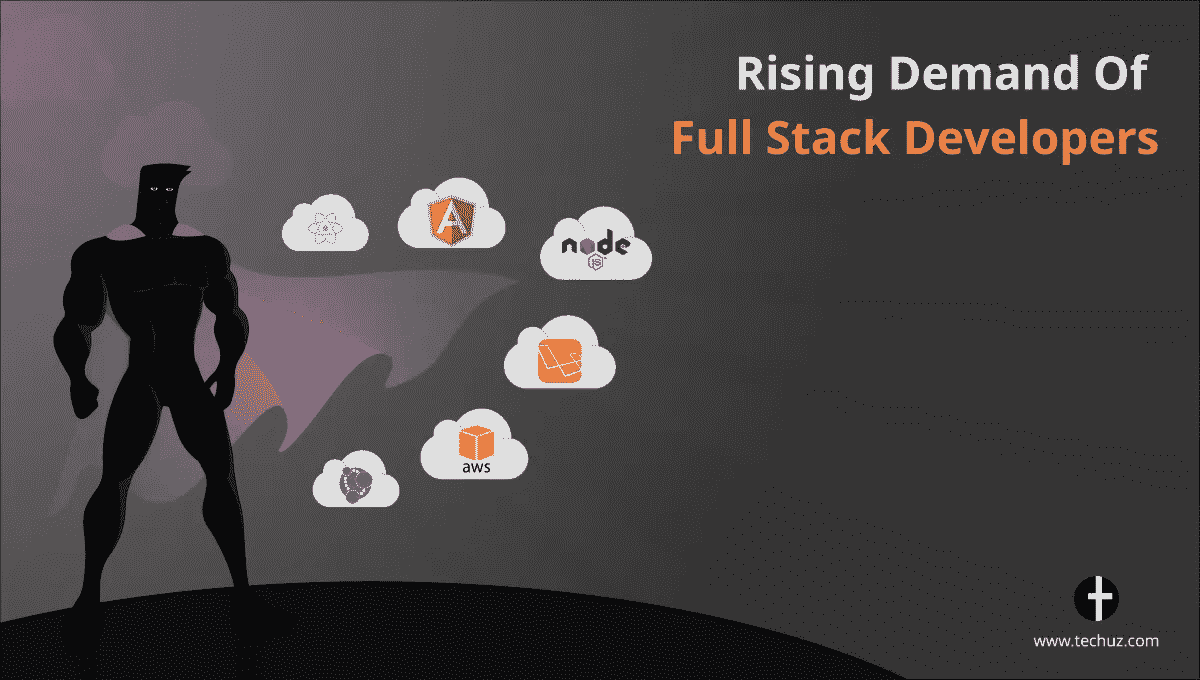 Rising Demand Of
Full Stack Developers
node
JS
aws
www.techuz.com